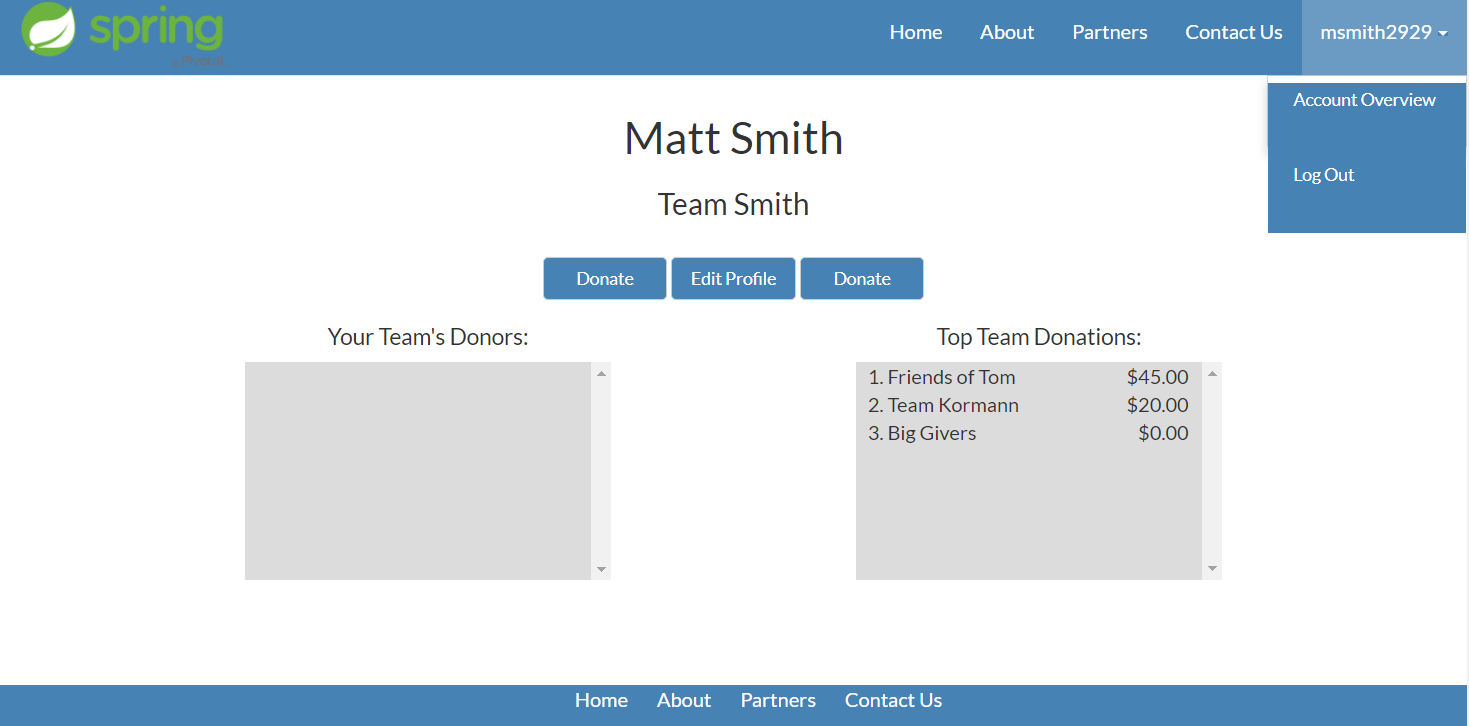 spring
Home About Partners Contact Us msmith2929
Account Overview
Log Out
Matt Smith
Team Smith
Donate Edit Profile Donate
Your Team's Donors:
Top Team Donations:
1. Friends of Tom $45.00
2. Team Kormann $20.00
3. Big Givers $0.00
Home About Partners Contact Us